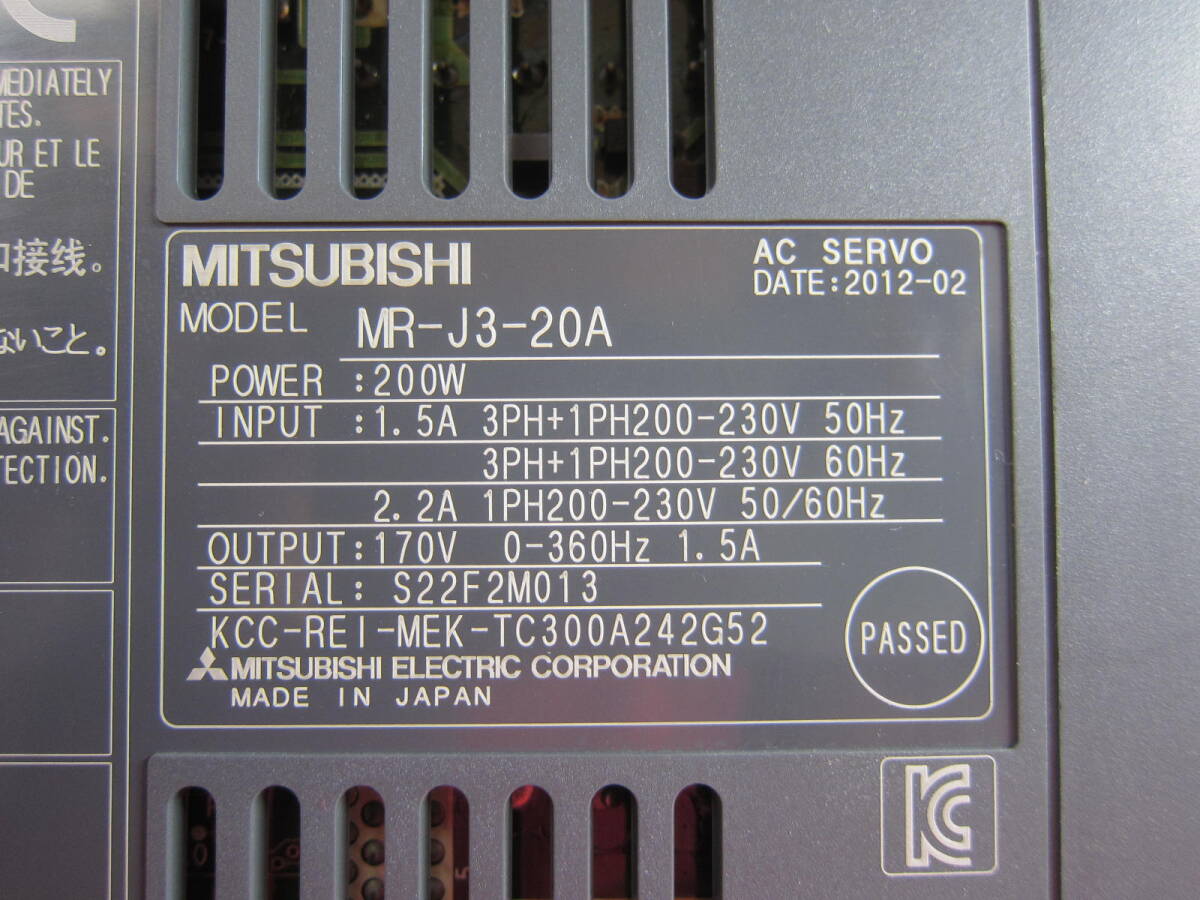 MEDIATELY
TES.
UR ET LE
DE
接线。
ないこと。
AGAINST.
TECTION.
MITSUBISHI
AC SERVO
DATE:2012-02
MODEL MR-J3-20A
POWER :200W
INPUT :1.5A 3PH+1PH200-230V 50Hz
3PH+1PH200-230V 60Hz
2.2A 1PH200-230V 50/60Hz
OUTPUT:170V 0-360Hz 1.5A
SERIAL: S22F2M013
KCC-REI-MEK-TC300A242G52
PASSED
MITSUBISHI ELECTRIC CORPORATION
MADE IN JAPAN
KC